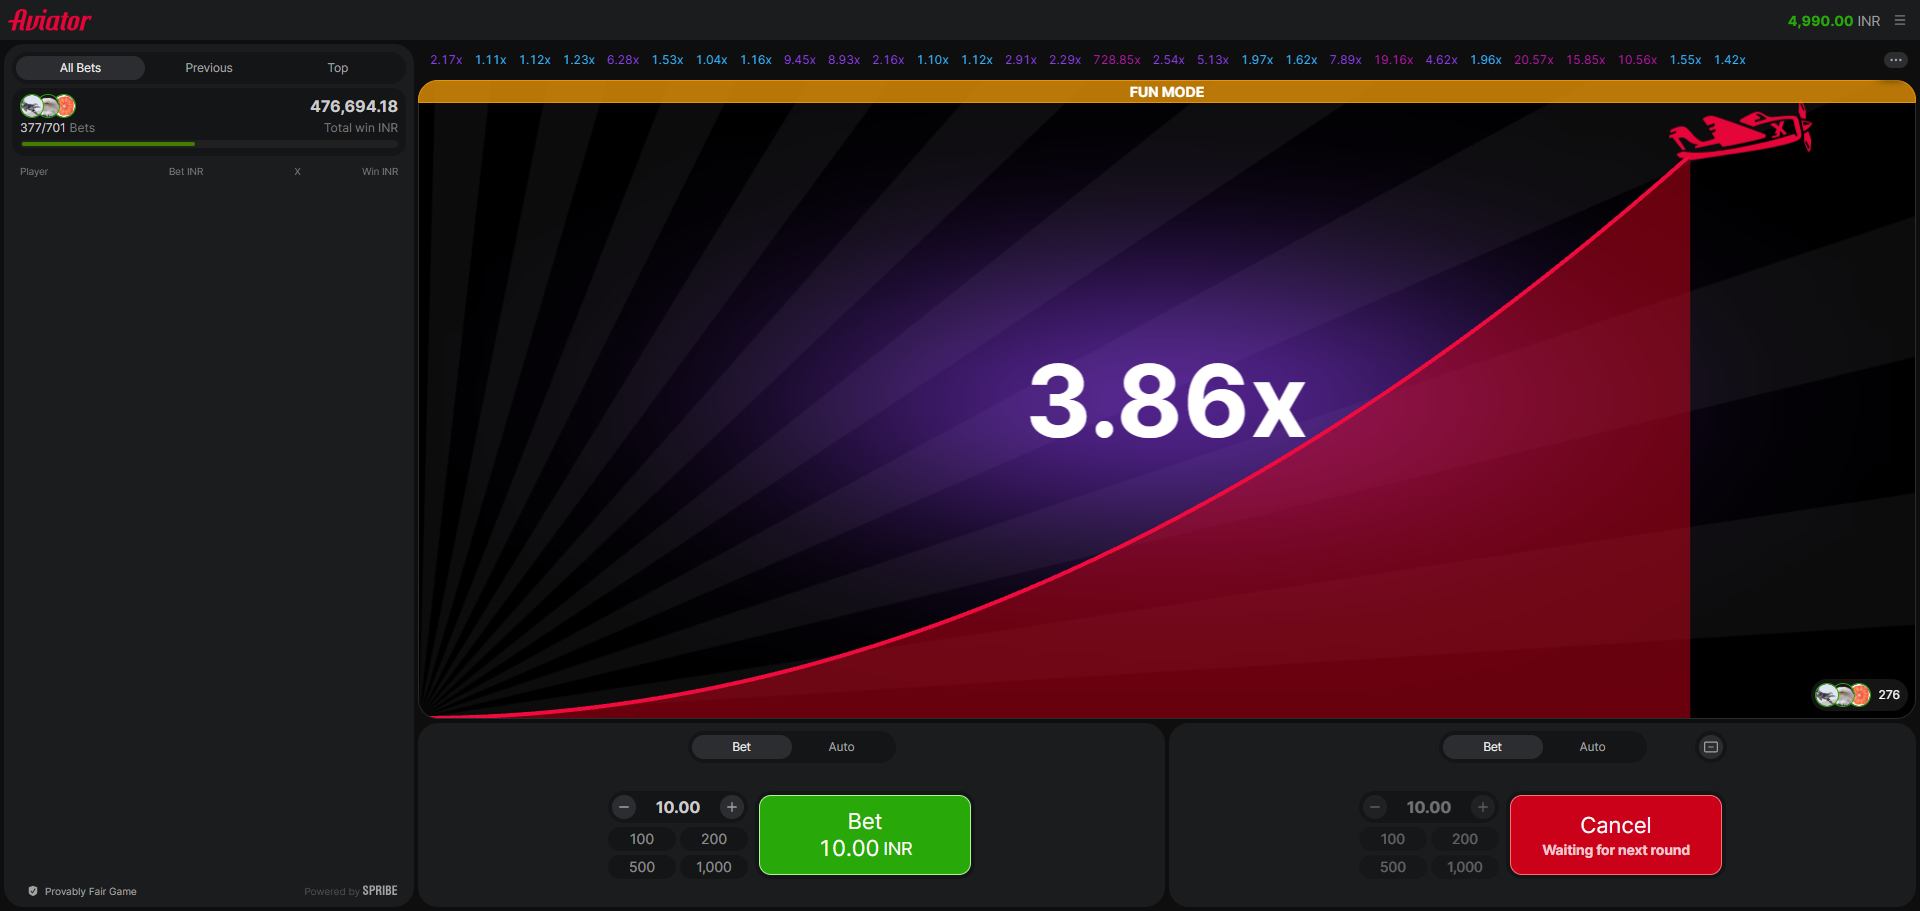 Aviator
4,990.00 INR
All Bets Previous Top
2.17x 1.11x 1.12x 1.23x 6.28x 1.53x 1.04x 1.16x 9.45x 8.93x 2.16x 1.10x 1.12x 2.91x 2.29x 728.85x 2.54x 5.13x 1.97x 1.62x 7.89x 19.16x 4.62x 1.96x 20.57x 15.85x 10.56x 1.55x 1.42x
FUN MODE
476,694.18
377/701 Bets Total win INR
Player Bet INR X Win INR
X
3.86x
276
Bet Auto
10.00
100 200
500 1,000
Bet
10.00 INR
Bet Auto
10.00
100 200
500 1,000
Cancel
Waiting for next round
Provably Fair Game
Powered by SPRIBE